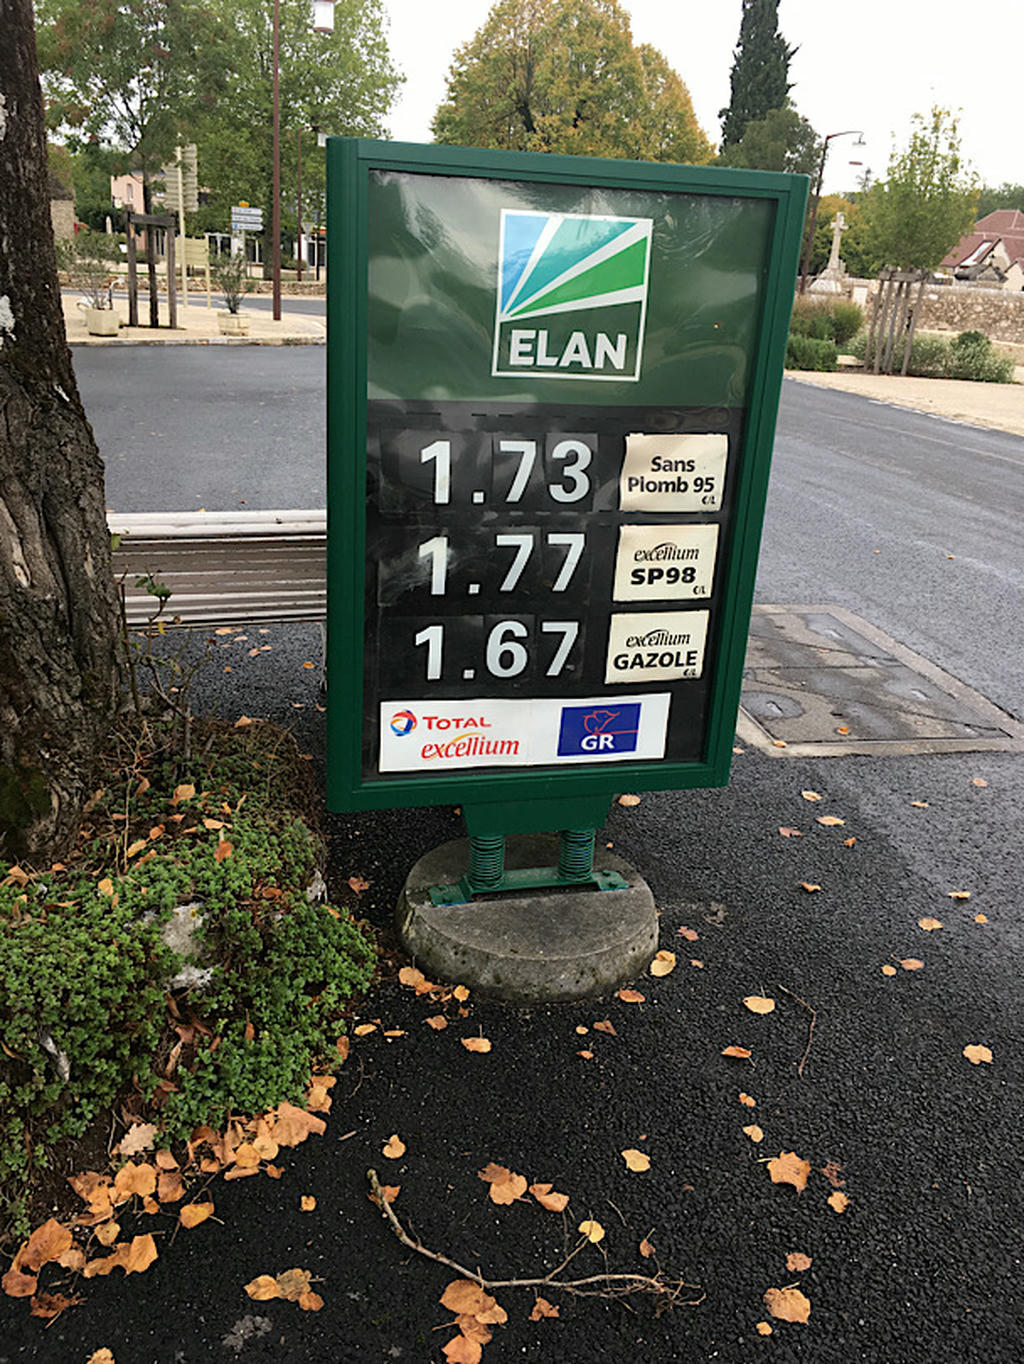 ELAN
1.73
Sans
Plomb 95
€/L
1.77
excellium
SP98
€/L
1.67
excellium
GAZOLE
€/L
TOTAL
excellium
GR